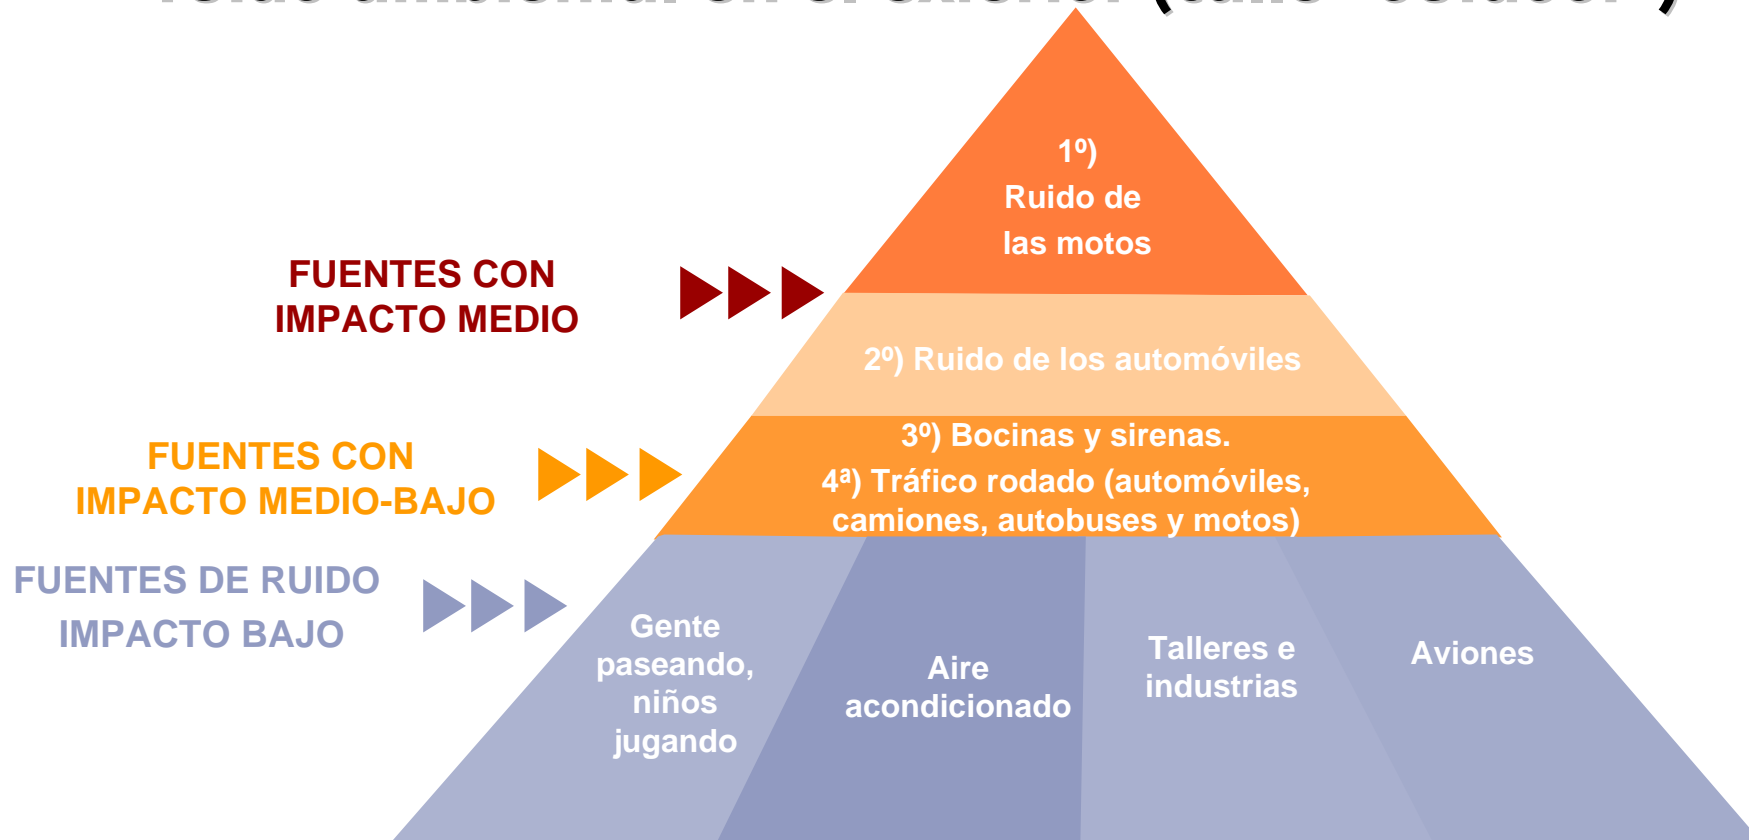 1º)
Ruido de
las motos
FUENTES CON
IMPACTO MEDIO
2º) Ruido de los automóviles
FUENTES CON
IMPACTO MEDIO-BAJO
3º) Bocinas y sirenas.
4ª) Tráfico rodado (automóviles,
camiones, autobuses y motos)
FUENTES DE RUIDO
IMPACTO BAJO
Gente
paseando,
niños
jugando
Aire
acondicionado
Talleres e
industrias
Aviones